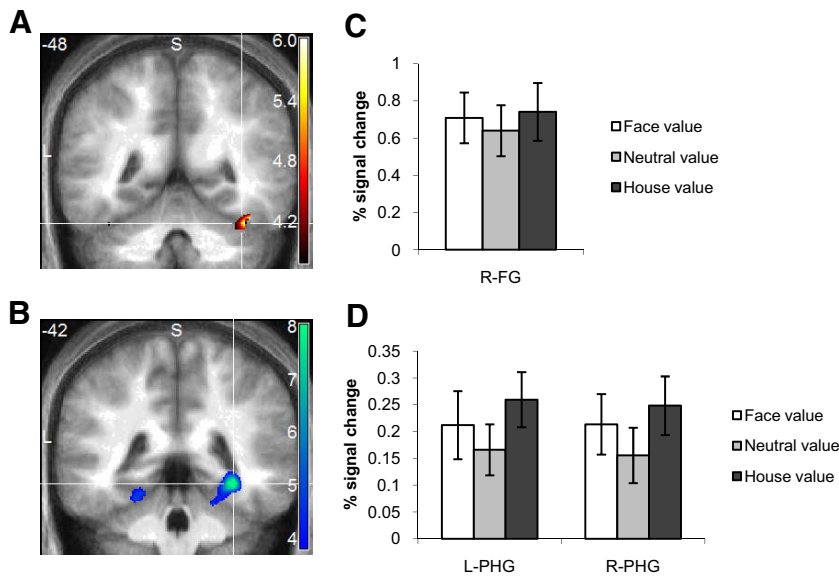 A
-48
S
L
6.0
5.4
4.8
4.2
C
% signal change
1
0.8
0.6
0.4
0.2
0
R-FG
Face value
Neutral value
House value
B
-42
S
L
8
7
6
5
4
D
% signal change
0.35
0.3
0.25
0.2
0.15
0.1
0.05
0
L-PHG
R-PHG
Face value
Neutral value
House value